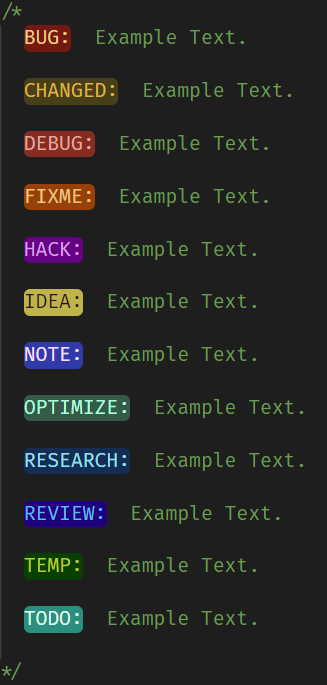 /*
BUG: Example Text.
CHANGED: Example Text.
DEBUG: Example Text.
FIXME: Example Text.
HACK: Example Text.
IDEA: Example Text.
NOTE: Example Text.
OPTIMIZE: Example Text.
RESEARCH: Example Text.
REVIEW: Example Text.
TEMP: Example Text.
TODO: Example Text.
*/